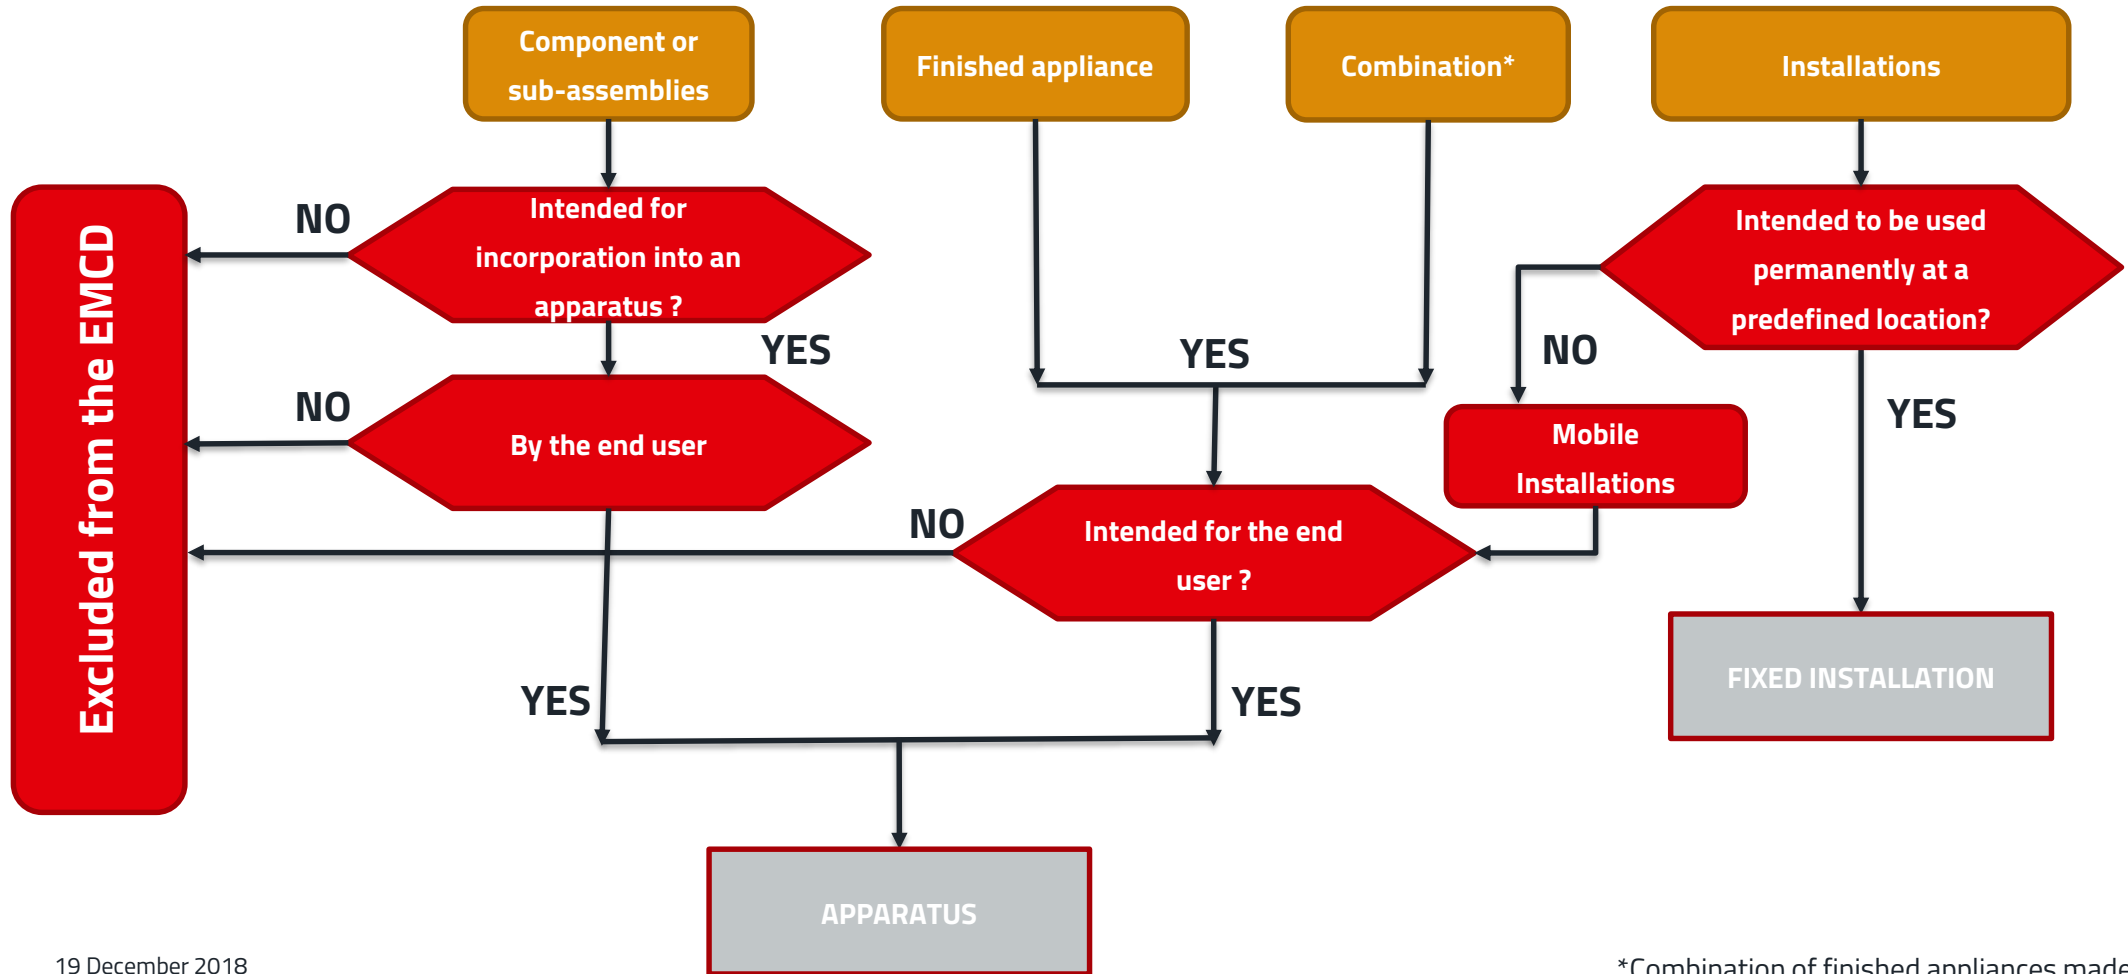 Component or
sub-assemblies
Finished appliance
Combination*
Installations
Excluded from the EMCD
NO
Intended for
incorporation into an
apparatus ?
YES
NO
By the end user
YES
YES
NO
Intended for the end
user ?
YES
Intended to be used
permanently at a
predefined location?
NO
Mobile
Installations
YES
FIXED INSTALLATION
APPARATUS
19 December 2018
*Combination of finished appliances made